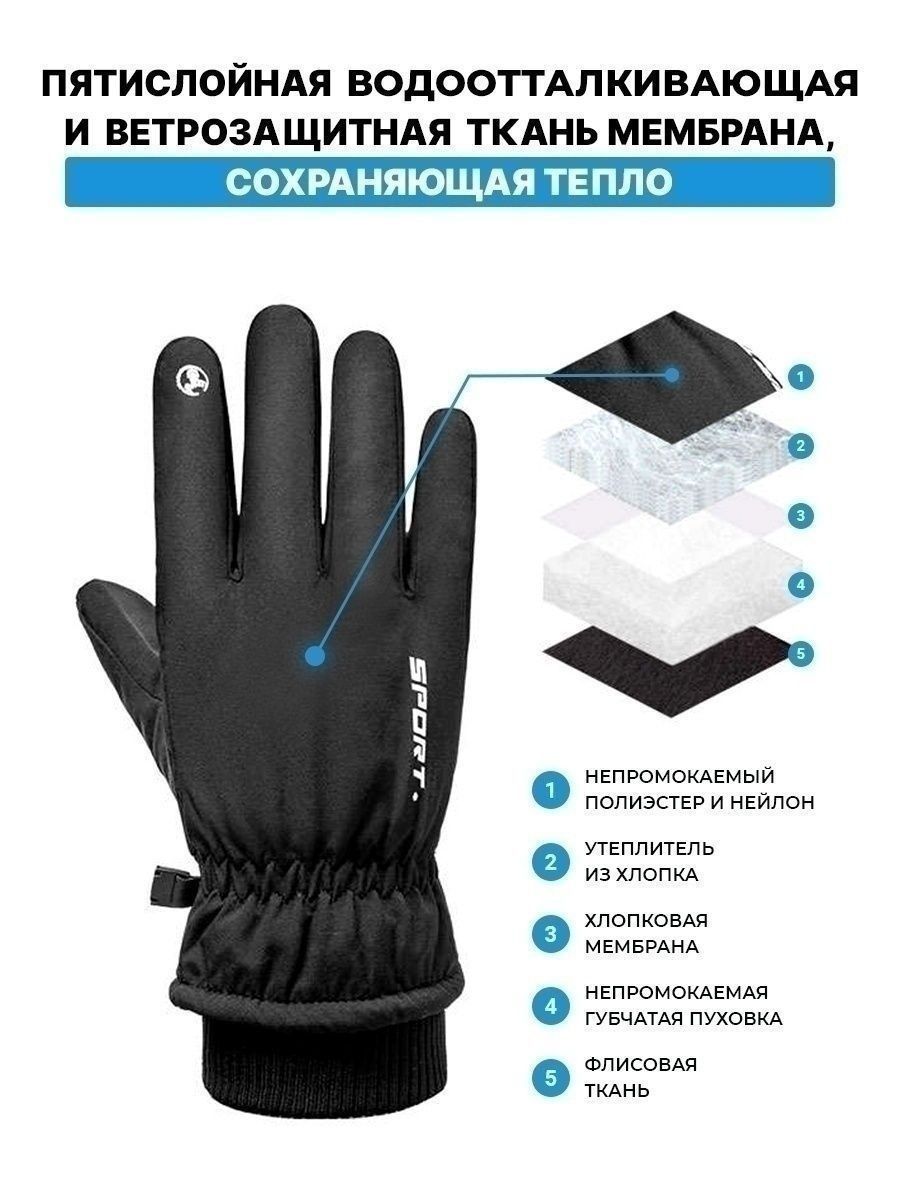 ПЯТИСЛОЙНАЯ ВОДООТТАЛКИВАЮЩАЯ
И ВЕТРОЗАЩИТНАЯ ТКАНЬ МЕМБРАНА,
СОХРАНЯЮЩАЯ ТЕПЛО
1
2
3
4
5
SPORT.
1 НЕПРОМОКАЕМЫЙ
ПОЛИЭСТЕР И НЕЙЛОН
2 УТЕПЛИТЕЛЬ
ИЗ ХЛОПКА
3 ХЛОПКОВАЯ
МЕМБРАНА
4 НЕПРОМОКАЕМАЯ
ГУБЧАТАЯ ПУХОВКА
5 ФЛИСОВАЯ
ТКАНЬ